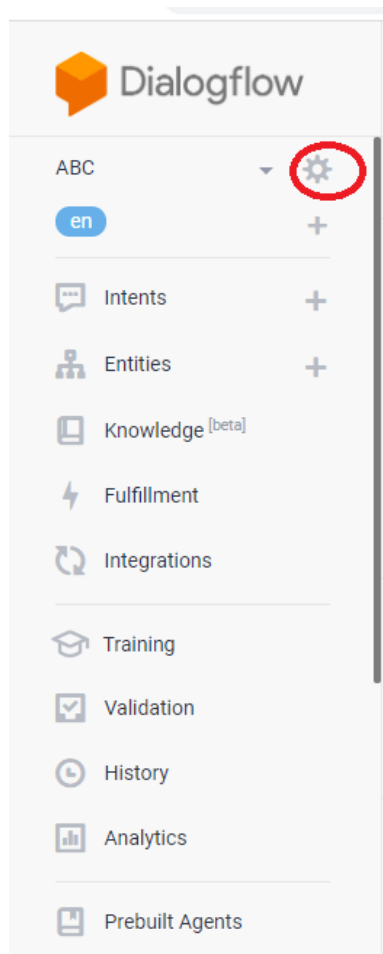 Dialogflow
ABC
en
Intents
Entities
Knowledge [beta]
Fulfillment
Integrations
Training
Validation
History
Analytics
Prebuilt Agents